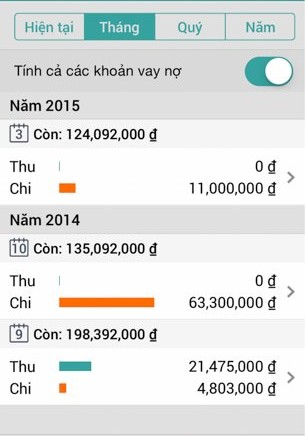 Hiện tại Tháng Quý Năm
Tính cả các khoản vay nợ
Năm 2015
3 Còn: 124,092,000 ₫
Thu 0 ₫
Chi 11,000,000 ₫
Năm 2014
10 Còn: 135,092,000 ₫
Thu 0 ₫
Chi 63,300,000 ₫
9 Còn: 198,392,000 ₫
Thu 21,475,000 ₫
Chi 4,803,000 ₫